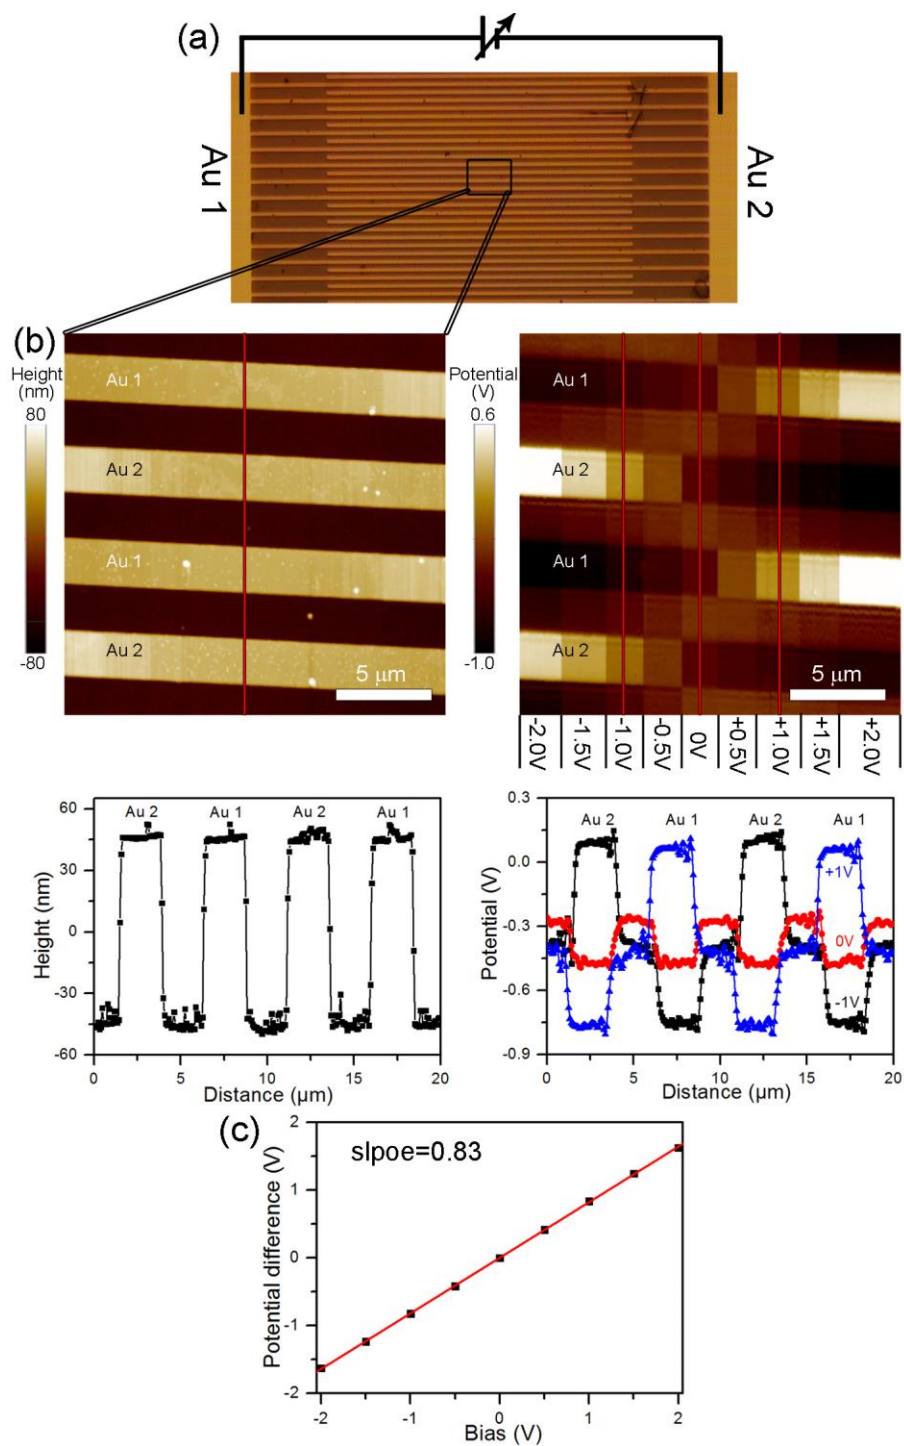 (a)
Au 1
Au 2
(b)
Height
(nm)
80
-80
Au 1
Au 2
Au 1
Au 2
5 µm
Potential
(V)
0.6
-1.0
Au 1
Au 2
Au 1
Au 2
5 µm
-2.0V
-1.5V
-1.0V
-0.5V
0V
+0.5V
+1.0V
+1.5V
+2.0V
Height (nm)
60
30
0
-30
-60
Au 2
Au 1
Au 2
Au 1
0
5
10
15
20
Distance (µm)
Potential (V)
0.3
0.0
-0.3
-0.6
-0.9
Au 2
Au 1
Au 2
Au 1
+1V
0V
-1V
0
5
10
15
20
Distance (µm)
(c)
slpoe=0.83
Potential difference (V)
2
1
0
-1
-2
-2
-1
0
1
2
Bias (V)